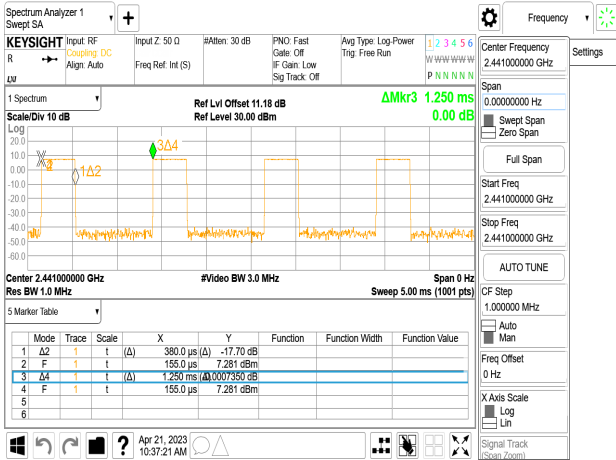 Spectrum Analyzer 1
Swept SA
Frequency
KEYSIGHT
R
Input: RF
Coupling: DC
Align: Auto
Input Z: 50 Ω
Freq Ref: Int (S)
#Atten: 30 dB
PNO: Fast
Gate: Off
IF Gain: Low
Sig Track: Off
Avg Type: Log-Power
Trig: Free Run
1 2 3 4 5 6
W W W W W W
P N N N N N
1 Spectrum
Scale/Div 10 dB
Ref Lvl Offset 11.18 dB
Ref Level 30.00 dBm
ΔMkr3 1.250 ms
0.00 dB
Log
20.0
10.0
0.00
-10.0
-20.0
-30.0
-40.0
-50.0
-60.0
1Δ2
3Δ4
Center 2.441000000 GHz
Res BW 1.0 MHz
#Video BW 3.0 MHz
Span 0 Hz
Sweep 5.00 ms (1001 pts)
5 Marker Table
Mode Trace Scale X Y Function Function Width Function Value
1 Δ2 1 t (Δ) 380.0 µs (Δ) -17.70 dB
2 F 1 t 155.0 µs 7.281 dBm
3 Δ4 1 t (Δ) 1.250 ms (Δ) 0.0007350 dB
4 F 1 t 155.0 µs 7.281 dBm
5
6
Apr 21, 2023
10:37:21 AM
Center Frequency
2.441000000 GHz
Settings
Span
0.00000000 Hz
Swept Span
Zero Span
Full Span
Start Freq
2.441000000 GHz
Stop Freq
2.441000000 GHz
AUTO TUNE
CF Step
1.000000 MHz
Auto
Man
Freq Offset
0 Hz
X Axis Scale
Log
Lin
Signal Track
(Span Zoom)